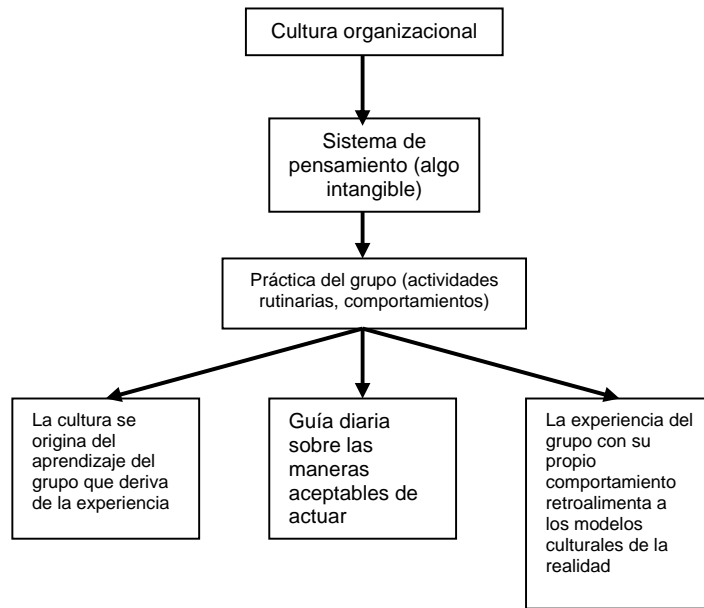 Cultura organizacional
Sistema de
pensamiento (algo
intangible)
Práctica del grupo (actividades
rutinarias, comportamientos)
La cultura se
origina del
aprendizaje del
grupo que deriva
de la experiencia
Guía diaria
sobre las
maneras
aceptables de
actuar
La experiencia del
grupo con su
propio
comportamiento
retroalimenta a
los modelos
culturales de la
realidad